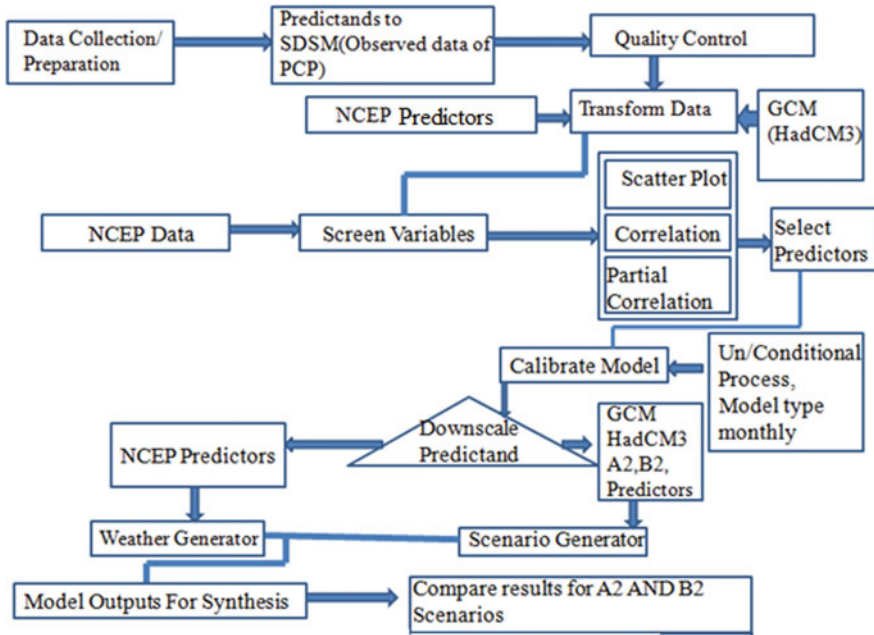 Data Collection/
Preparation
Predictands to
SDSM(Observed data of
PCP)
Quality Control
NCEP Predictors
Transform Data
GCM
(HadCM3)
NCEP Data
Screen Variables
Scatter Plot
Correlation
Partial
Correlation
Select
Predictors
Calibrate Model
Un/Conditional
Process,
Model type
monthly
Downscale
Predictand
NCEP Predictors
GCM
HadCM3
A2,B2,
Predictors
Weather Generator
Scenario Generator
Model Outputs For Synthesis
Compare results for A2 AND B2
Scenarios